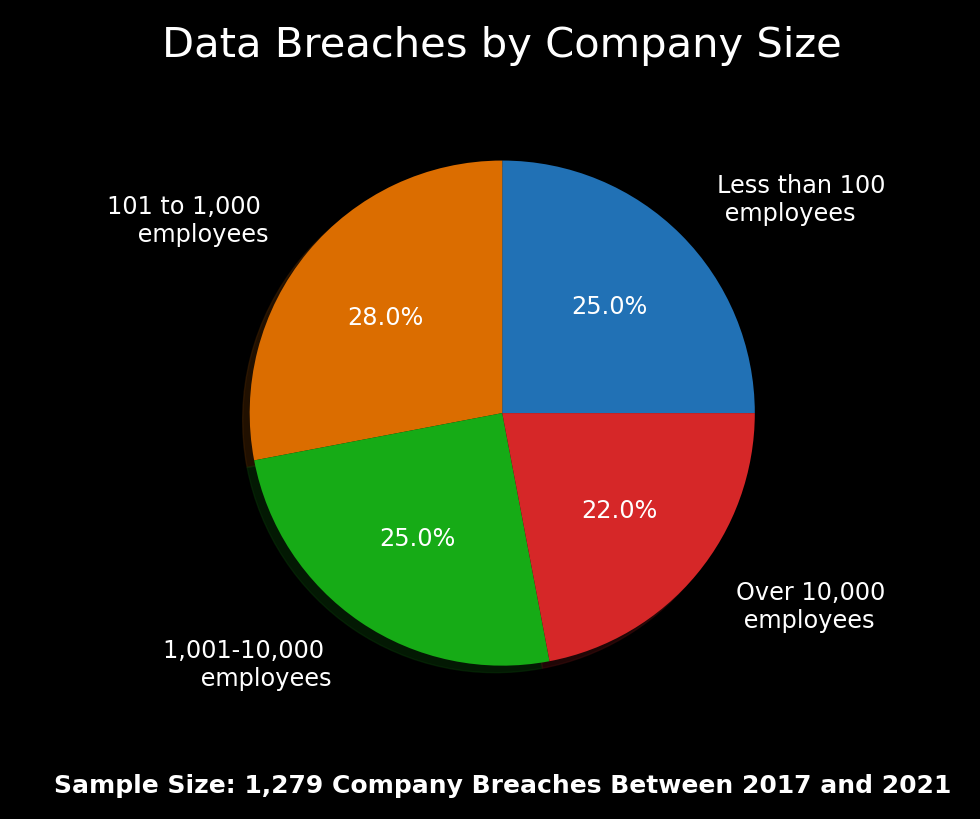 Data Breaches by Company Size
Less than 100
employees
101 to 1,000
employees
25.0%
28.0%
22.0%
25.0%
Over 10,000
employees
1,001-10,000
employees
Sample Size: 1,279 Company Breaches Between 2017 and 2021